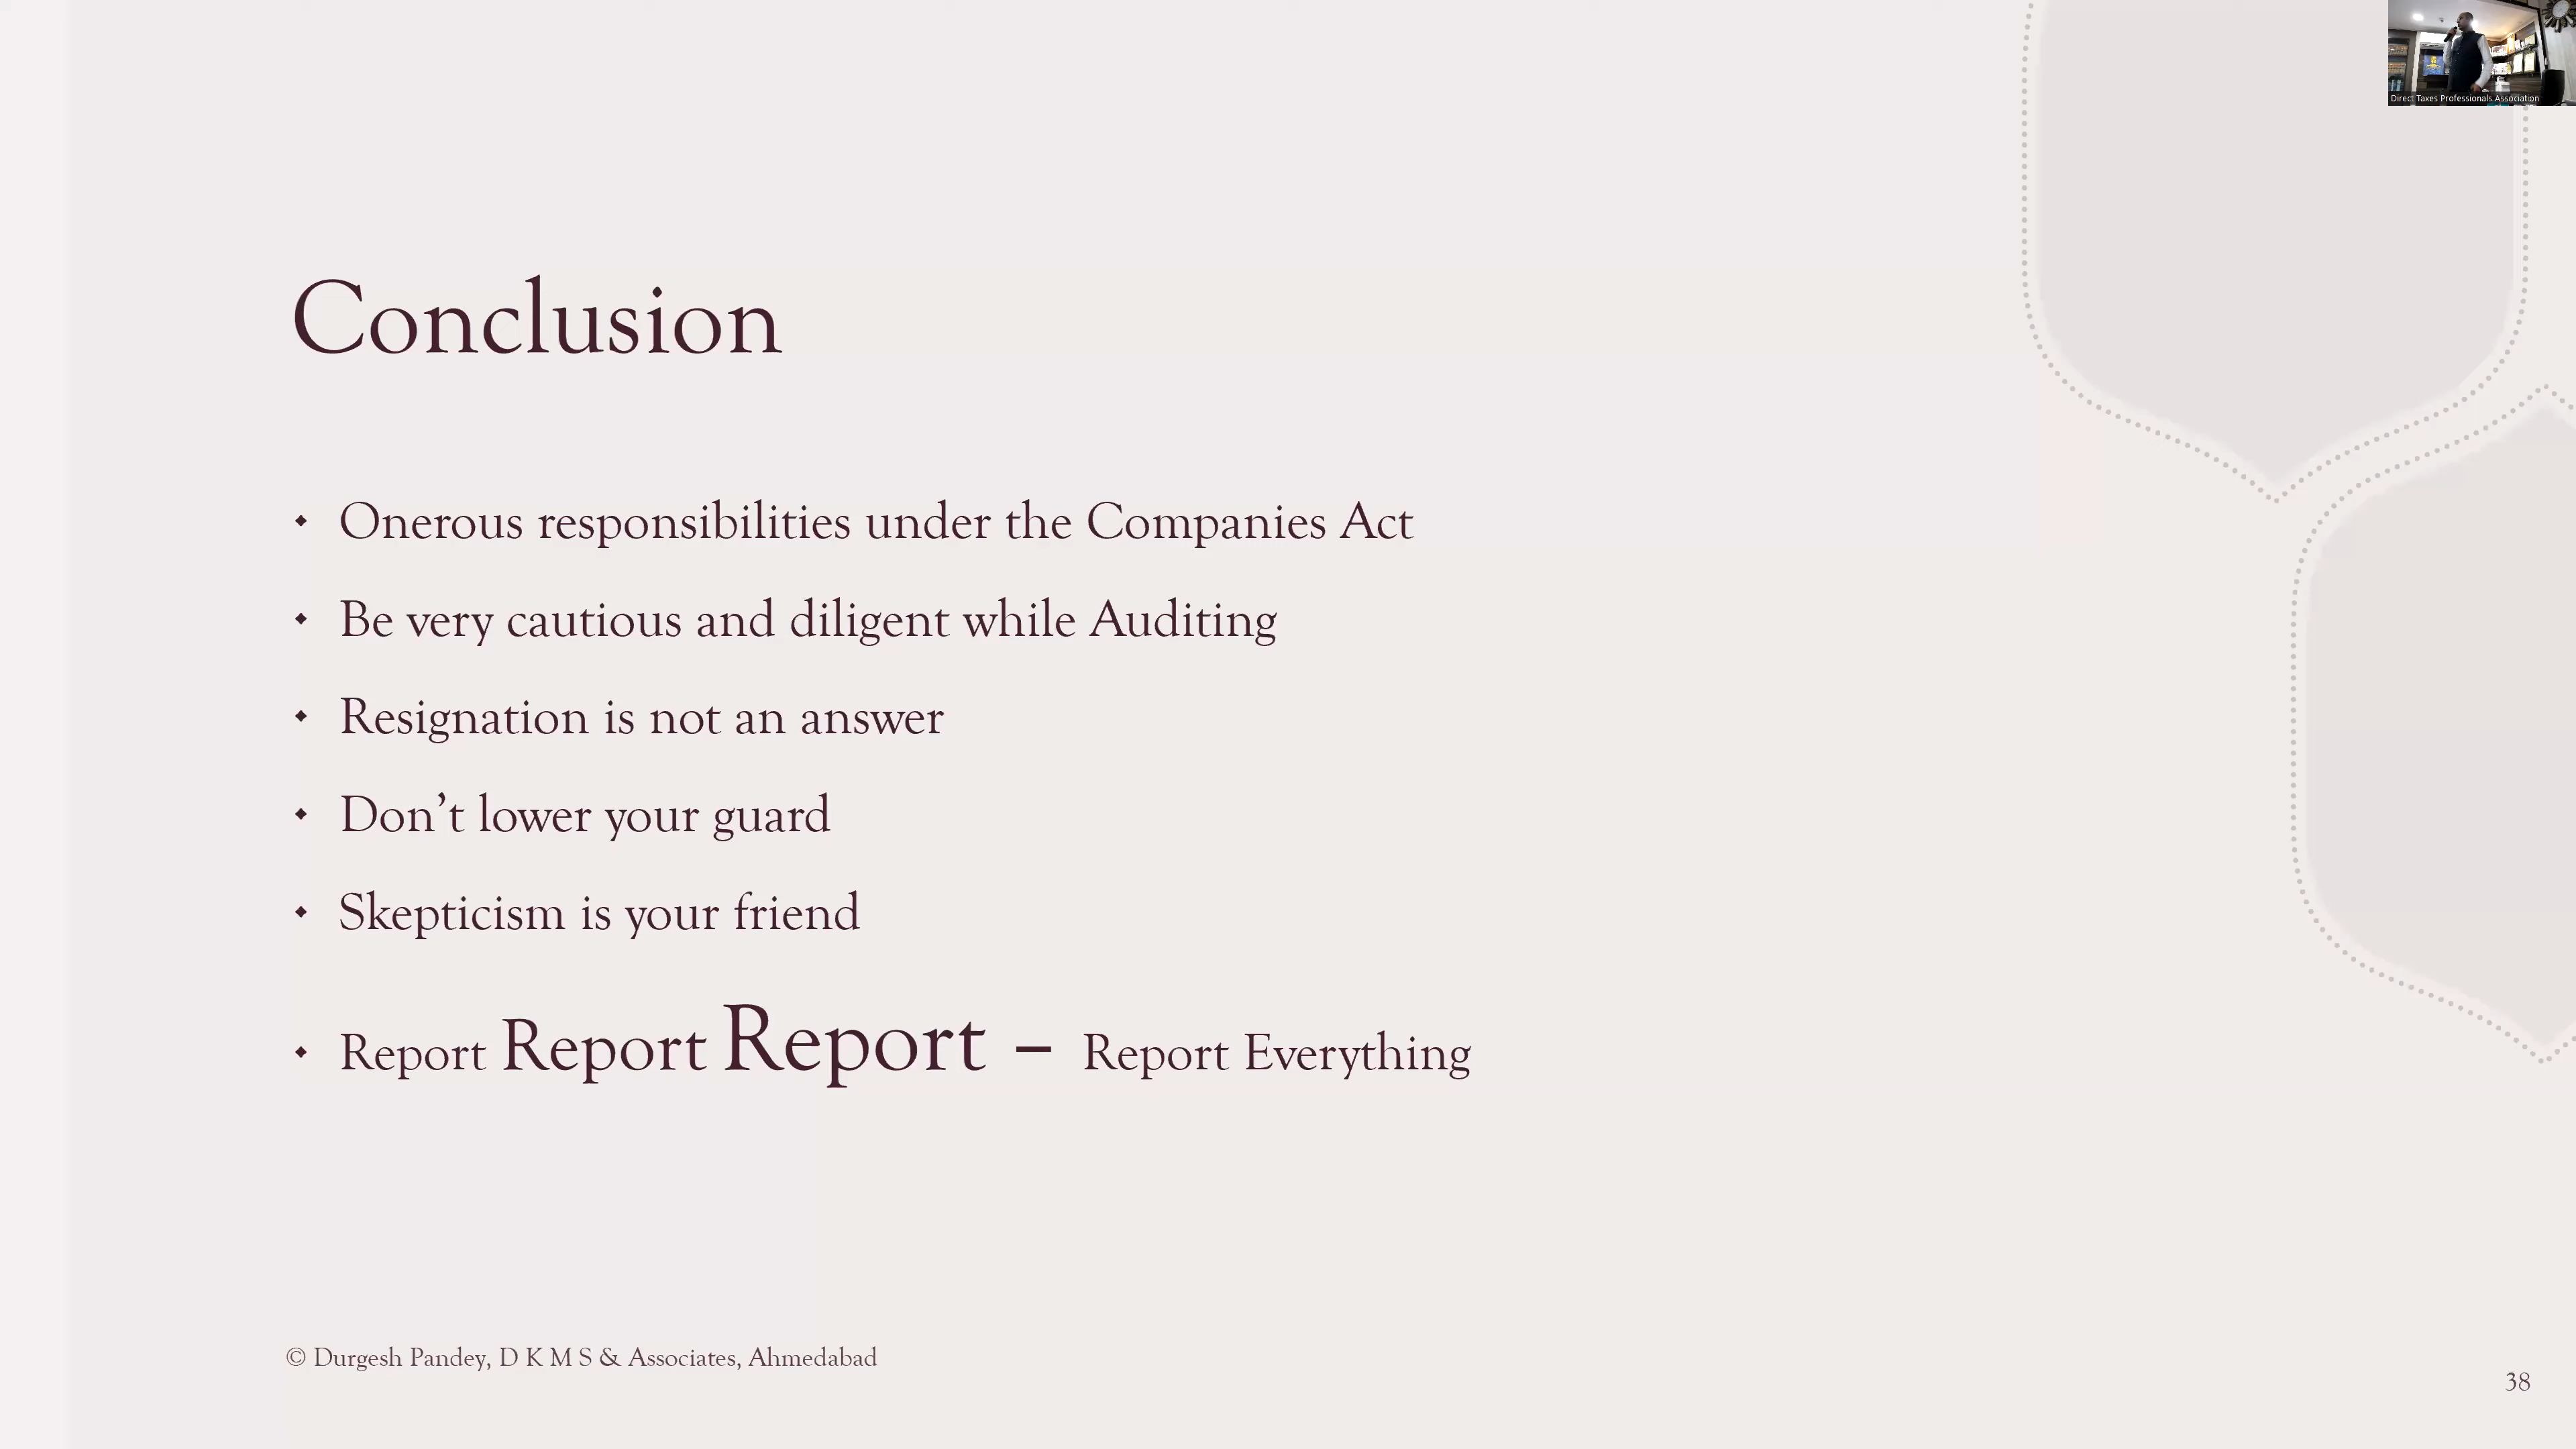 Direct Taxes Professionals Association
Conclusion
Onerous responsibilities under the Companies Act
Be very cautious and diligent while Auditing
Resignation is not an answer
Don’t lower your guard
Skepticism is your friend
Report Report Report – Report Everything
© Durgesh Pandey, D K M S & Associates, Ahmedabad
38